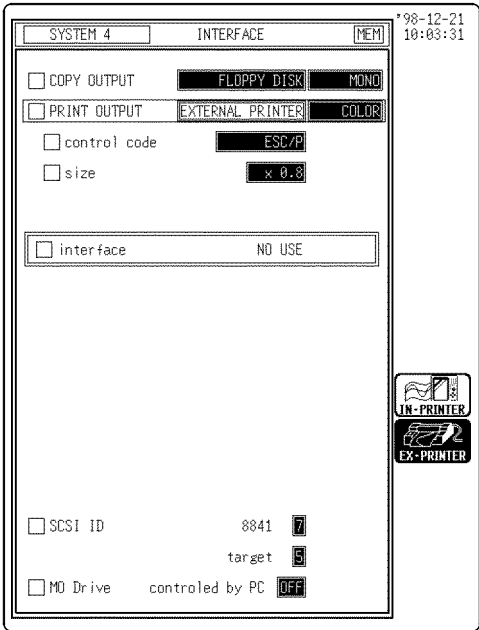 SYSTEM 4 INTERFACE MEM '98-12-21
10:03:31
COPY OUTPUT FLOPPY DISK MONO
PRINT OUTPUT EXTERNAL PRINTER COLOR
control code ESC/P
size x 0.8
interface NO USE
IN-PRINTER
EX-PRINTER
SCSI ID 8841 7
target 5
MO Drive controled by PC OFF